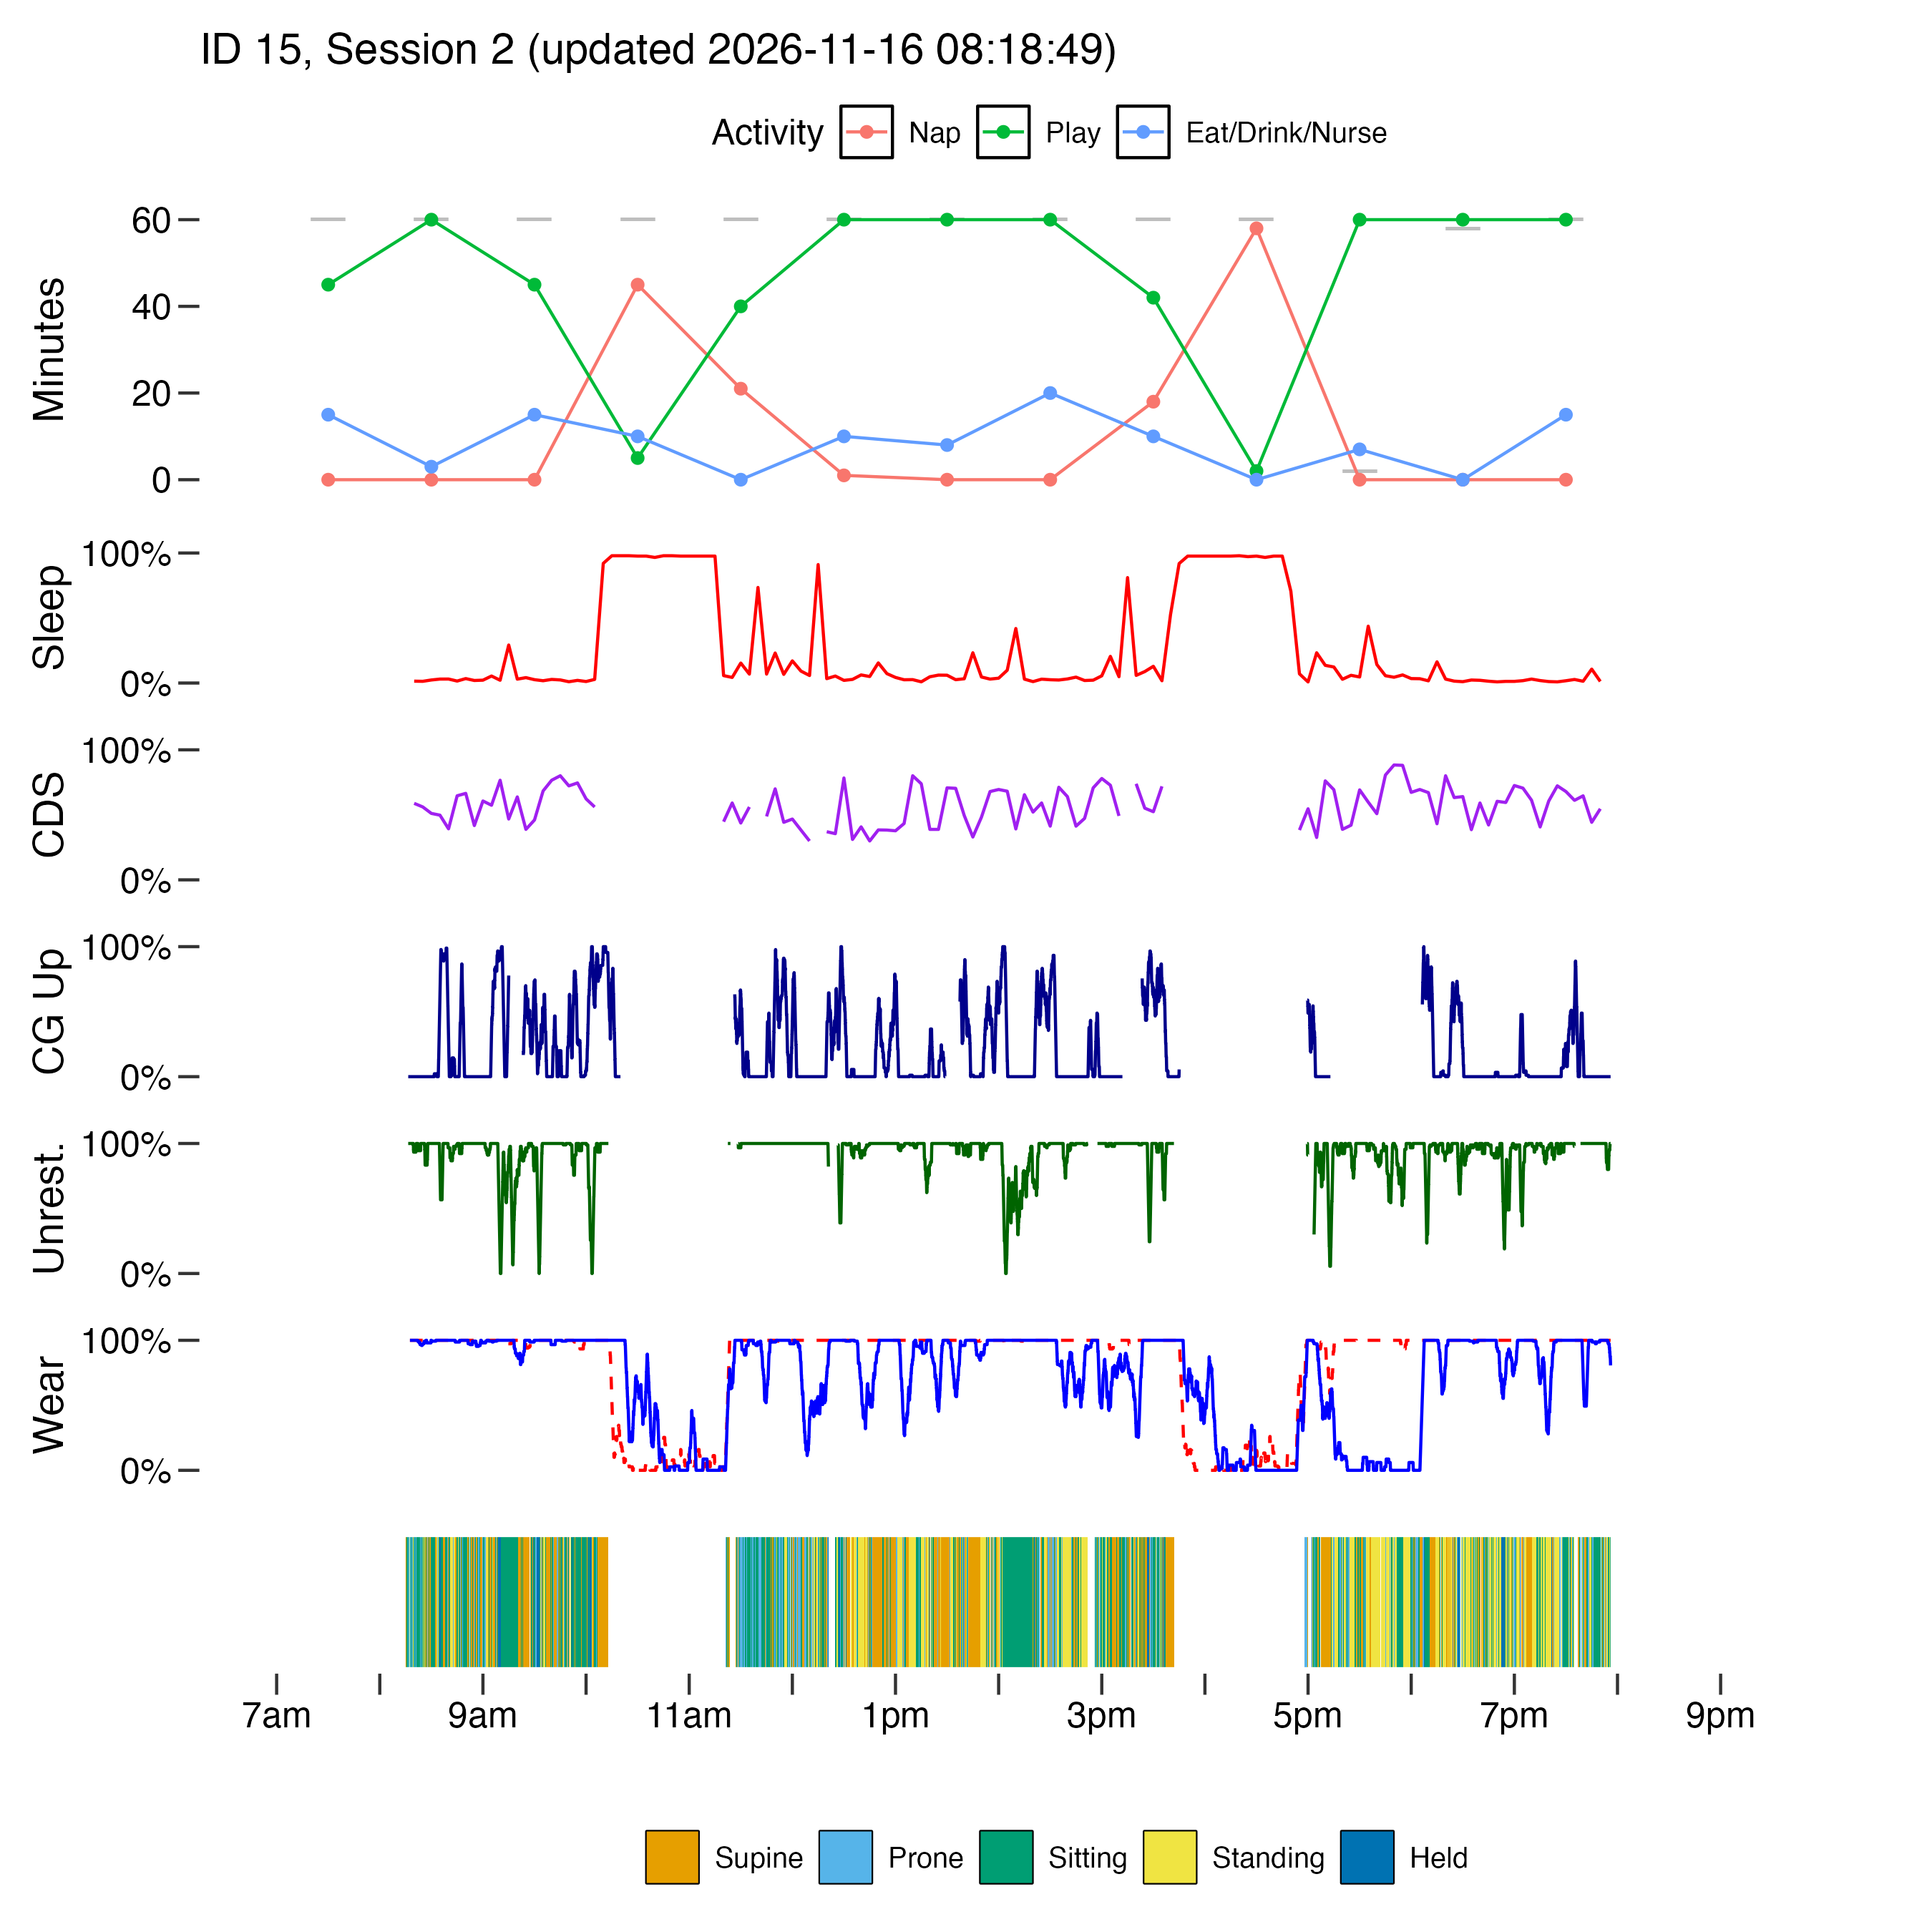 ID 15, Session 2 (updated 2026-11-16 08:18:49)
Activity Nap Play Eat/Drink/Nurse
Minutes
60
40
20
0
Sleep
100%
0%
CDS
100%
0%
CG Up
100%
0%
Unrest.
100%
0%
Wear
100%
0%
7am 9am 11am 1pm 3pm 5pm 7pm 9pm
Supine Prone Sitting Standing Held